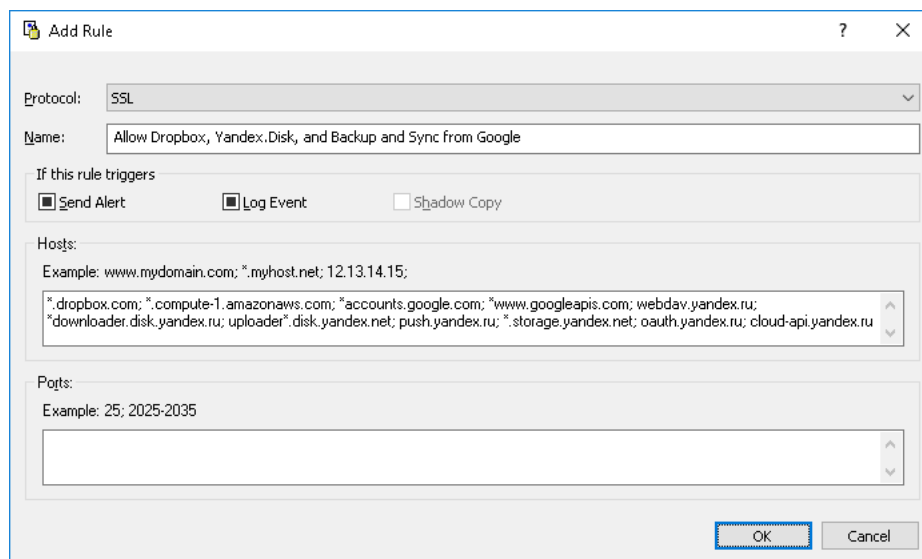 Add Rule
Protocol: SSL
Name: Allow Dropbox, Yandex.Disk, and Backup and Sync from Google
If this rule triggers
Send Alert Log Event Shadow Copy
Hosts:
Example: www.mydomain.com; *.myhost.net; 12.13.14.15;
*.dropbox.com; *.compute-1.amazonaws.com; *accounts.google.com; *www.googleapis.com; webdav.yandex.ru;
*downloader.disk.yandex.ru; uploader*.disk.yandex.net; push.yandex.ru; *.storage.yandex.net; oauth.yandex.ru; cloud-api.yandex.ru
Ports:
Example: 25; 2025-2035
OK Cancel